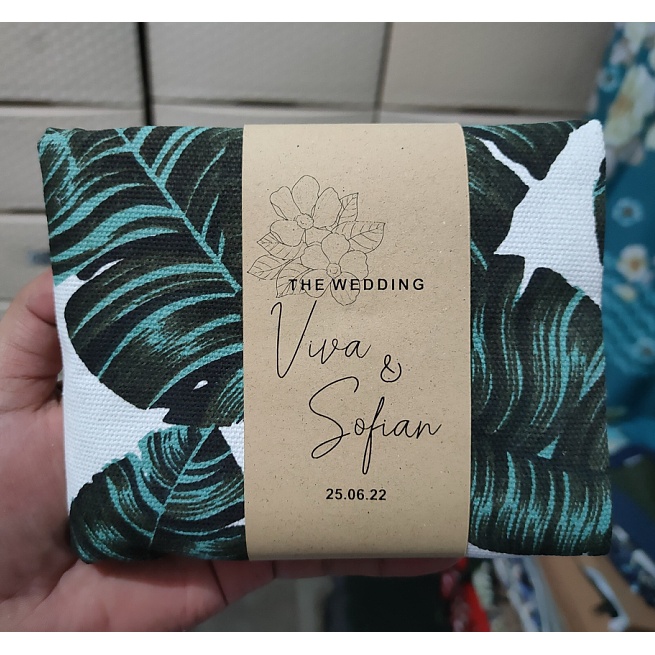 THE WEDDING
Viva
&
Sofian
25.06.22